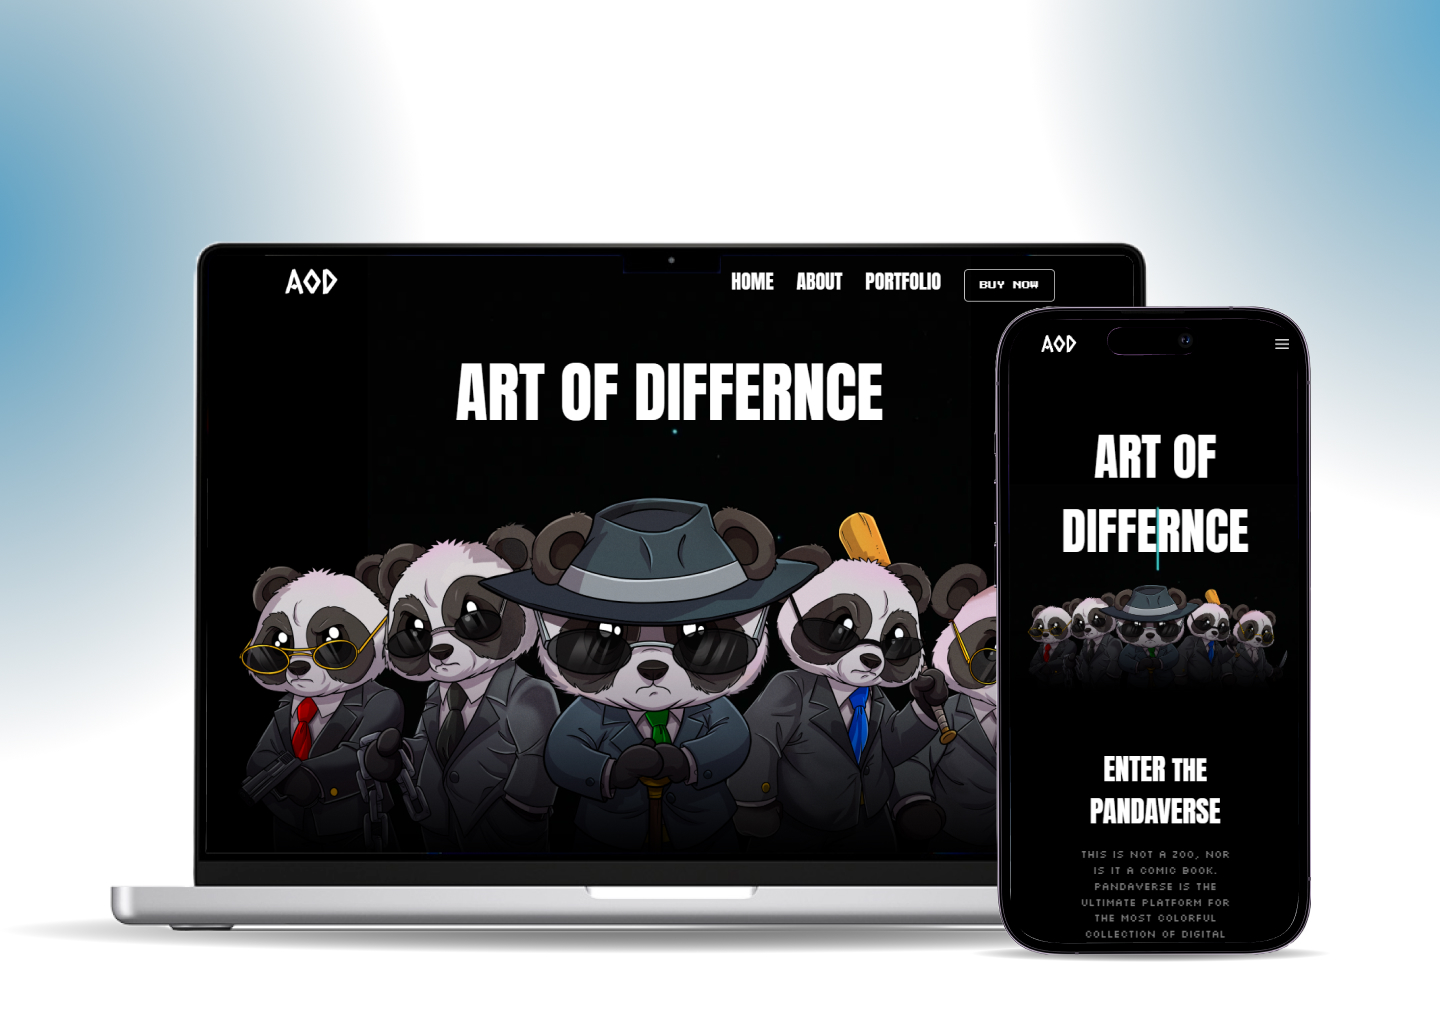 AOD
HOME ABOUT PORTFOLIO BUY NOW
ART OF DIFFERNCE
AOD
ART OF
DIFFERNCE
ENTER THE
PANDAVERSE
THIS IS NOT A ZOO, NOR
IS IT A COMIC BOOK.
PANDAVERSE IS THE
ULTIMATE PLATFORM FOR
THE MOST COLORFUL
COLLECTION OF DIGITAL